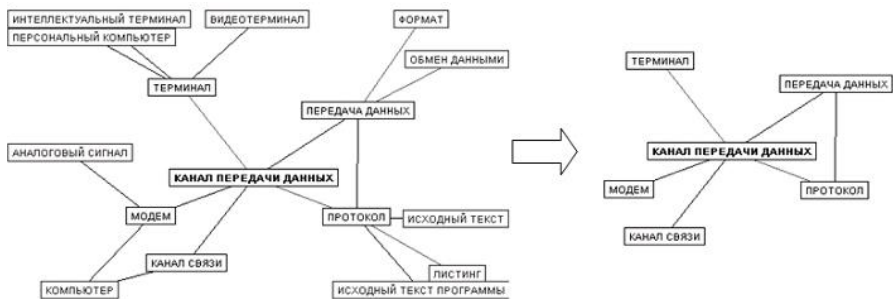 ИНТЕЛЛЕКТУАЛЬНЫЙ ТЕРМИНАЛ
ВИДЕОТЕРМИНАЛ
ФОРМАТ
ПЕРСОНАЛЬНЫЙ КОМПЬЮТЕР
ОБМЕН ДАННЫМИ
ТЕРМИНАЛ
ПЕРЕДАЧА ДАННЫХ
АНАЛОГОВЫЙ СИГНАЛ
КАНАЛ ПЕРЕДАЧИ ДАННЫХ
МОДЕМ
ПРОТОКОЛ
ИСХОДНЫЙ ТЕКСТ
КАНАЛ СВЯЗИ
ЛИСТИНГ
КОМПЬЮТЕР
ИСХОДНЫЙ ТЕКСТ ПРОГРАММЫ
ТЕРМИНАЛ
ПЕРЕДАЧА ДАННЫХ
КАНАЛ ПЕРЕДАЧИ ДАННЫХ
МОДЕМ
ПРОТОКОЛ
КАНАЛ СВЯЗИ